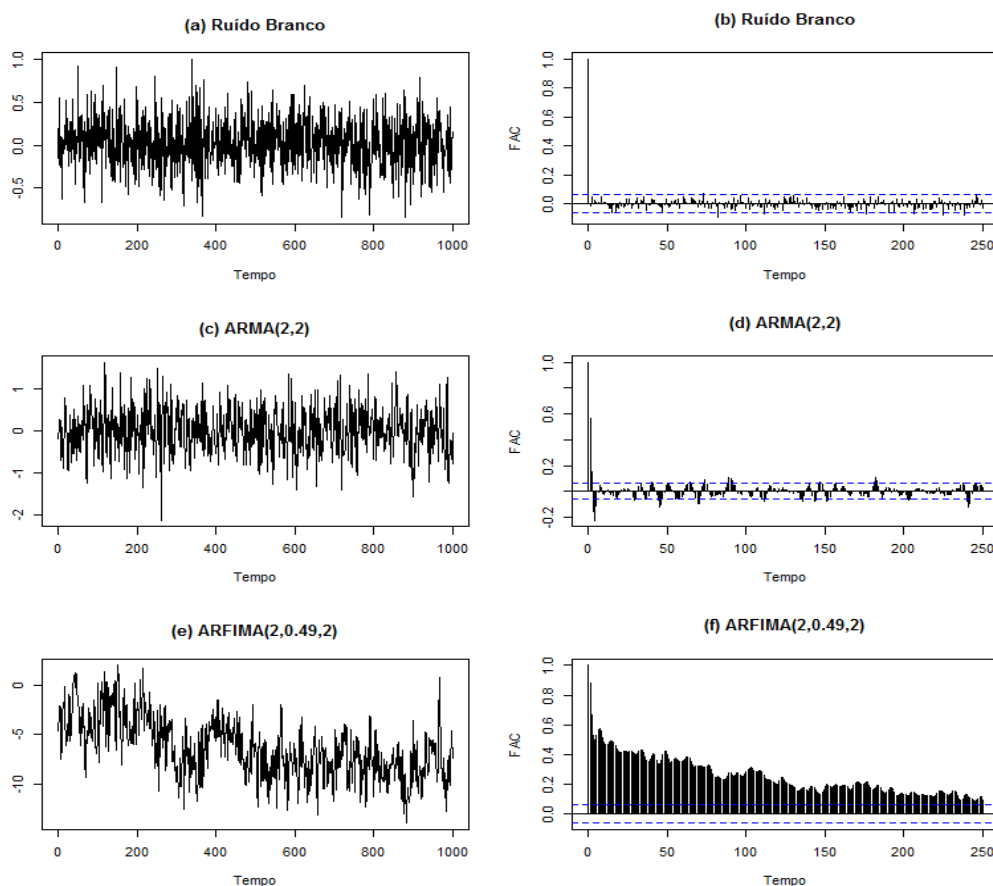 (a) Ruído Branco
1.0
0.5
0.0
-0.5
0 200 400 600 800 1000
Tempo
(b) Ruído Branco
FAC
1.0
0.8
0.6
0.4
0.2
0.0
0 50 100 150 200 250
Tempo
(c) ARMA(2,2)
1
0
-1
-2
0 200 400 600 800 1000
Tempo
(d) ARMA(2,2)
FAC
1.0
0.6
0.2
-0.2
0 50 100 150 200 250
Tempo
(e) ARFIMA(2,0.49,2)
0
-5
-10
0 200 400 600 800 1000
Tempo
(f) ARFIMA(2,0.49,2)
FAC
1.0
0.8
0.6
0.4
0.2
0.0
0 50 100 150 200 250
Tempo